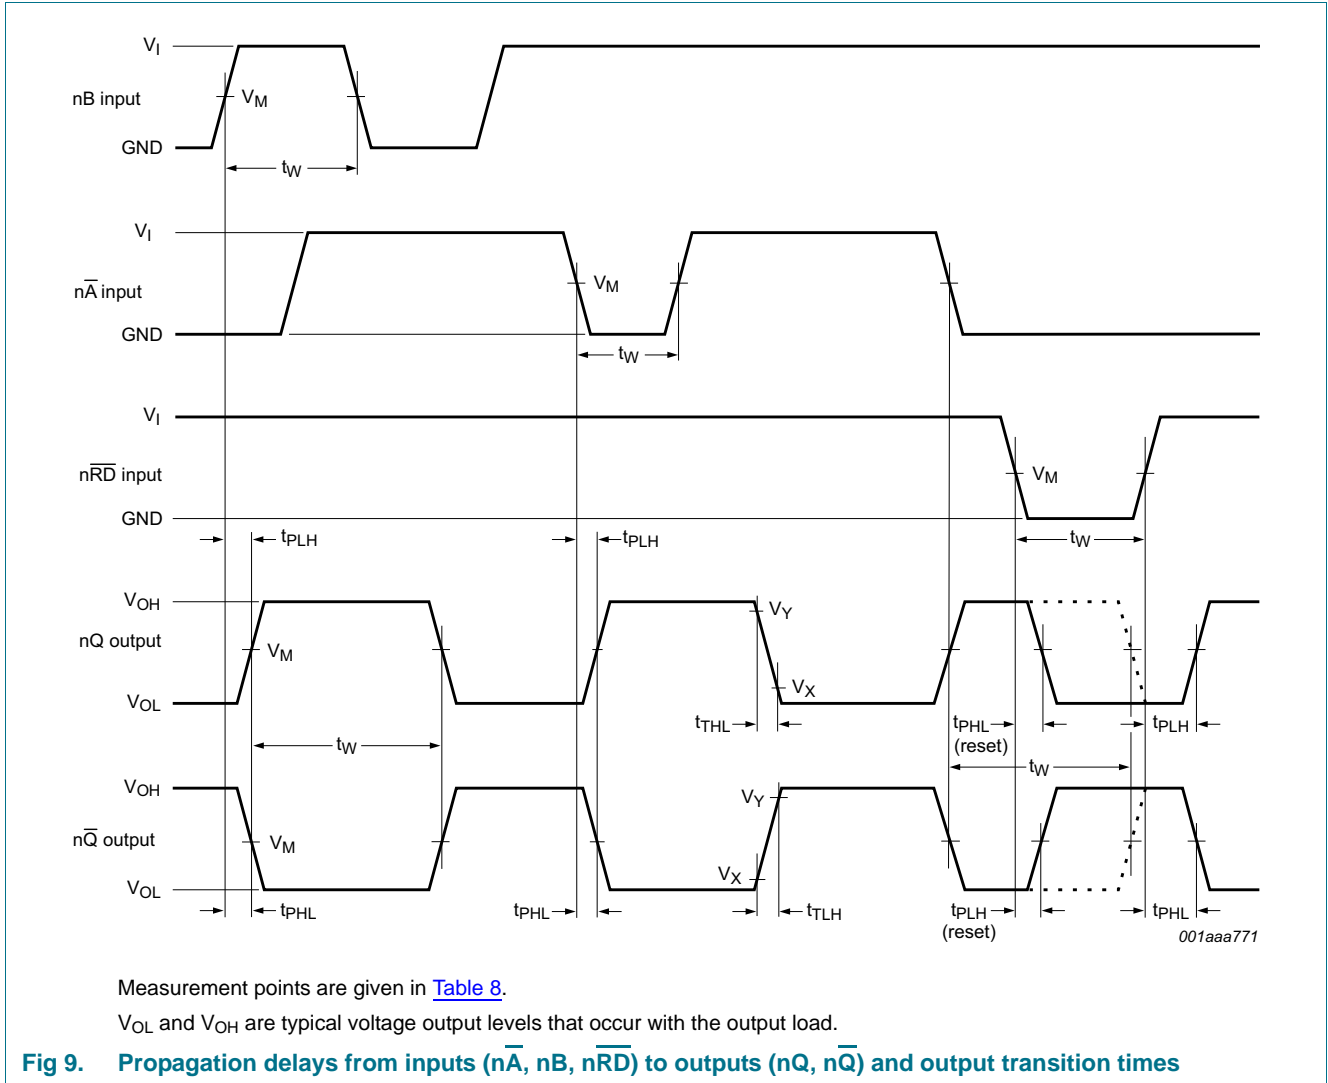 VI
nB input
VM
GND
tW
VI
nA̅ input
VM
GND
tW
VI
nR̅D̅ input
VM
GND
tPLH
tPLH
tW
VOH
VY
nQ output
VM
VX
VOL
tTHL
tPHL
(reset)
tPLH
tW
tW
VOH
VY
nQ̅ output
VM
VX
VOL
tPHL
tPHL
tTLH
tPLH
(reset)
tPHL
001aaa771
Measurement points are given in Table 8.
VOL and VOH are typical voltage output levels that occur with the output load.
Fig 9. Propagation delays from inputs (nA̅, nB, nR̅D̅) to outputs (nQ, nQ̅) and output transition times